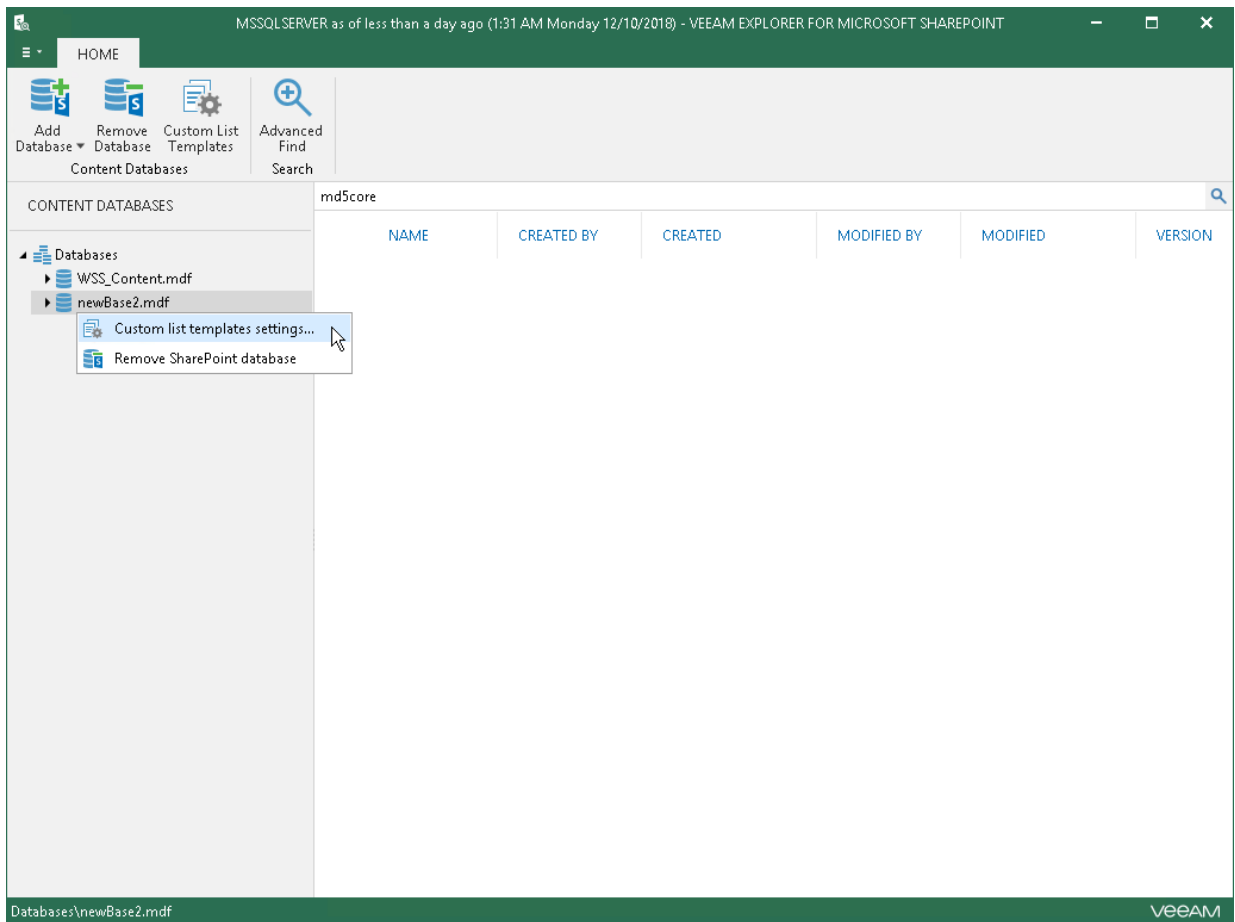 MSSQLSERVER as of less than a day ago (1:31 AM Monday 12/10/2018) - VEEAM EXPLORER FOR MICROSOFT SHAREPOINT
HOME
Add Database
Remove Database
Custom List Templates
Advanced Find
Content Databases
Search
CONTENT DATABASES
md5core
NAME CREATED BY CREATED MODIFIED BY MODIFIED VERSION
Databases
WSS_Content.mdf
newBase2.mdf
Custom list templates settings...
Remove SharePoint database
Databases\newBase2.mdf
veeAM